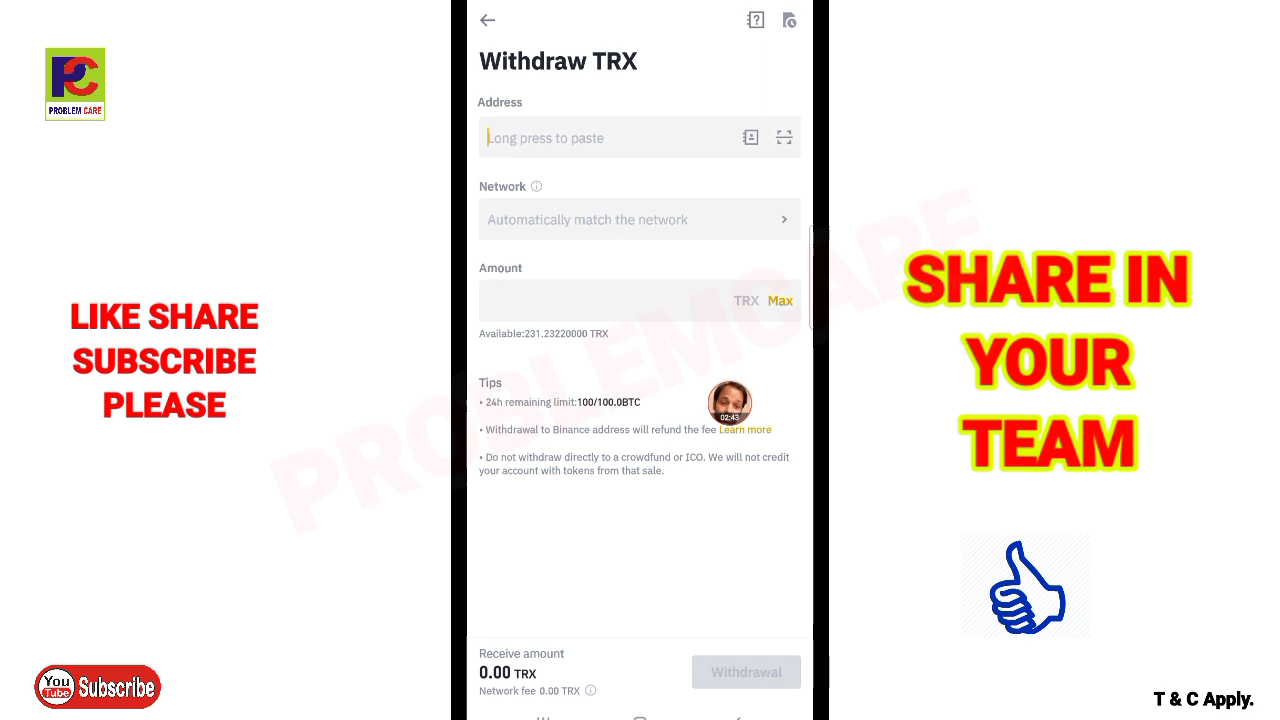 PC
PROBLEM CARE
LIKE SHARE
SUBSCRIBE
PLEASE
You
Tube
Subscribe
Withdraw TRX
Address
Long press to paste
Network
Automatically match the network
Amount
TRX Max
Available:231.23220000 TRX
Tips
• 24h remaining limit:100/100.0BTC
02:43
• Withdrawal to Binance address will refund the fee Learn more
• Do not withdraw directly to a crowdfund or ICO. We will not credit
your account with tokens from that sale.
Receive amount
0.00 TRX
Network fee 0.00 TRX
Withdrawal
PROBLEMCARE
SHARE IN
YOUR
TEAM
T & C Apply.